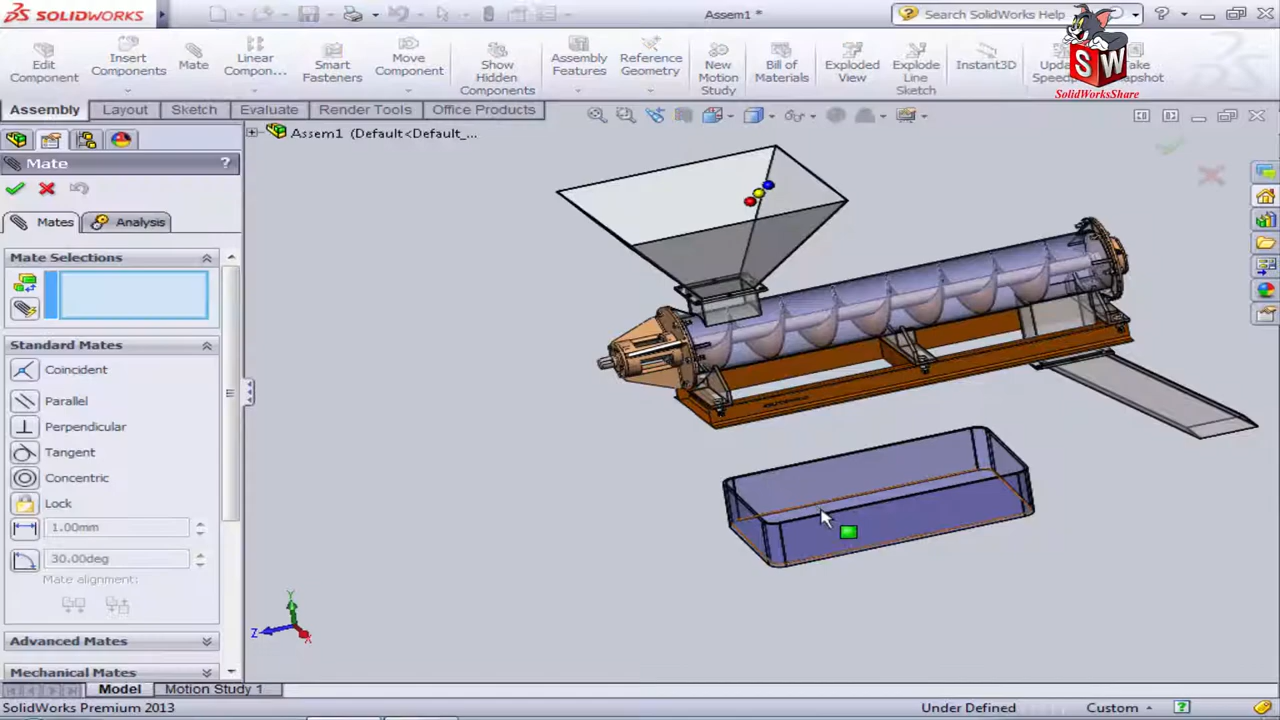 SOLIDWORKS
Assem1 *
Search SolidWorks Help
Edit Component
Insert Components
Mate
Linear Compon...
Smart Fasteners
Move Component
Show Hidden Components
Assembly Features
Reference Geometry
New Motion Study
Bill of Materials
Exploded View
Explode Line Sketch
Instant3D
SW
SolidWorksShare
Assembly
Layout
Sketch
Evaluate
Render Tools
Office Products
Assem1 (Default<Default_...
Mate
?
Mates
Analysis
Mate Selections
Standard Mates
Coincident
Parallel
Perpendicular
Tangent
Concentric
Lock
1.00mm
30.00deg
Mate alignment:
Advanced Mates
Mechanical Mates
Y
Z
X
Model
Motion Study 1
SolidWorks Premium 2013
Under Defined
Custom